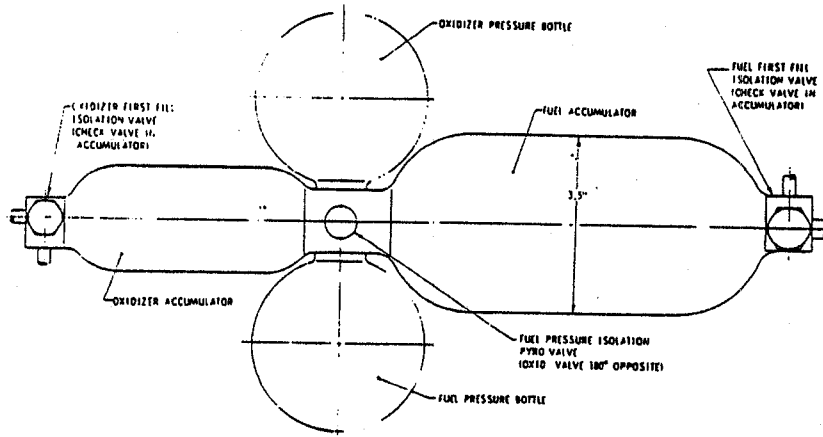 OXIDIZER PRESSURE BOTTLE
FUEL FIRST FILL
ISOLATION VALVE
(CHECK VALVE IN
ACCUMULATOR)
OXIDIZER FIRST FILL
ISOLATION VALVE
(CHECK VALVE IN
ACCUMULATOR)
FUEL ACCUMULATOR
3.5"
OXIDIZER ACCUMULATOR
FUEL PRESSURE ISOLATION
PYRO VALVE
(OXID VALVE 180° OPPOSITE)
FUEL PRESSURE BOTTLE